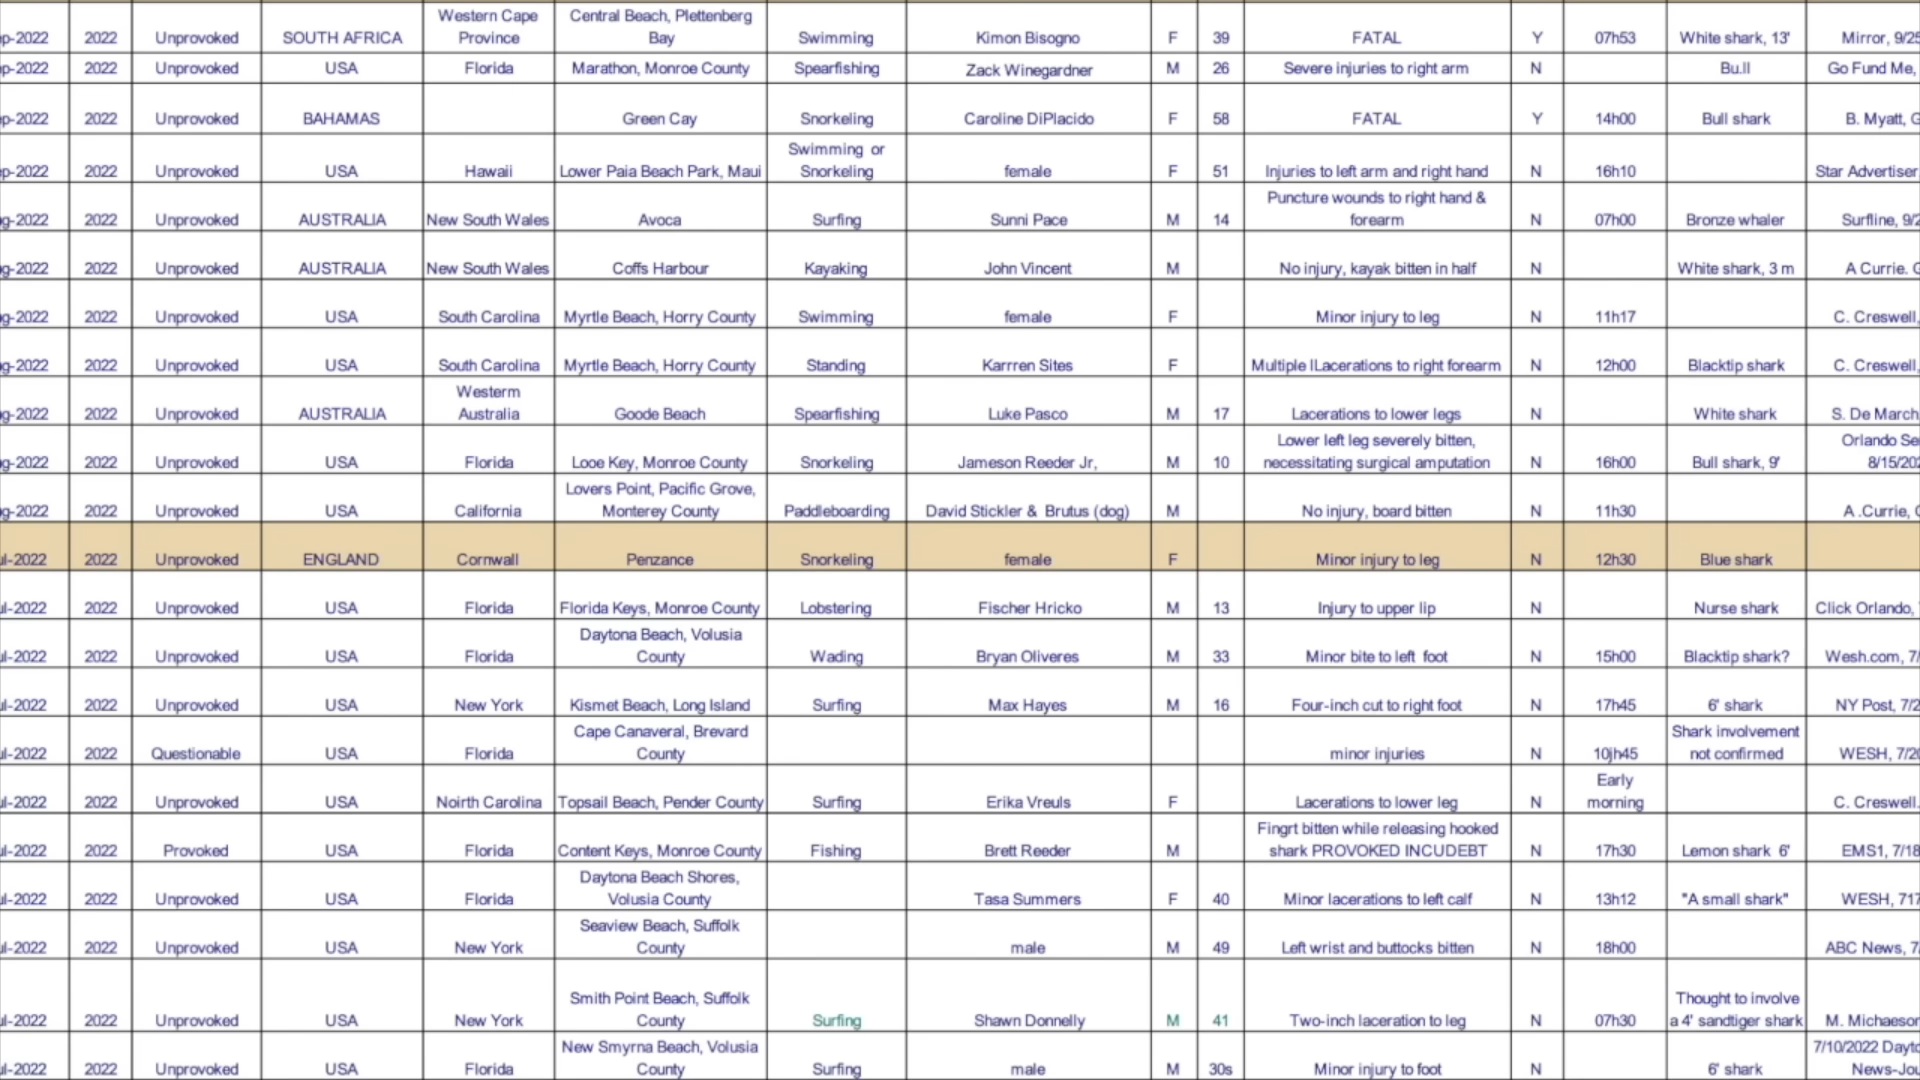 Western Cape Central Beach, Plettenberg
p-2022 2022 Unprovoked SOUTH AFRICA Province Bay Swimming Kimon Bisogno F 39 FATAL Y 07h53 White shark, 13' Mirror, 9/25
p-2022 2022 Unprovoked USA Florida Marathon, Monroe County Spearfishing Zack Winegardner M 26 Severe injuries to right arm N Bu.ll Go Fund Me,
p-2022 2022 Unprovoked BAHAMAS Green Cay Snorkeling Caroline DiPlacido F 58 FATAL Y 14h00 Bull shark B. Myatt, G
Swimming or
p-2022 2022 Unprovoked USA Hawaii Lower Paia Beach Park, Maui Snorkeling female F 51 Injuries to left arm and right hand N 16h10 Star Advertiser,
Puncture wounds to right hand &
g-2022 2022 Unprovoked AUSTRALIA New South Wales Avoca Surfing Sunni Pace M 14 forearm N 07h00 Bronze whaler Surfline, 9/2
g-2022 2022 Unprovoked AUSTRALIA New South Wales Coffs Harbour Kayaking John Vincent M No injury, kayak bitten in half N White shark, 3 m A Currie. G
g-2022 2022 Unprovoked USA South Carolina Myrtle Beach, Horry County Swimming female F Minor injury to leg N 11h17 C. Creswell,
g-2022 2022 Unprovoked USA South Carolina Myrtle Beach, Horry County Standing Karrren Sites F Multiple lLacerations to right forearm N 12h00 Blacktip shark C. Creswell,
Westerm
g-2022 2022 Unprovoked AUSTRALIA Australia Goode Beach Spearfishing Luke Pasco M 17 Lacerations to lower legs N White shark S. De March
Lower left leg severely bitten, Orlando Se
g-2022 2022 Unprovoked USA Florida Looe Key, Monroe County Snorkeling Jameson Reeder Jr, M 10 necessitating surgical amputation N 16h00 Bull shark, 9' 8/15/202
Lovers Point, Pacific Grove,
g-2022 2022 Unprovoked USA California Monterey County Paddleboarding David Stickler & Brutus (dog) M No injury, board bitten N 11h30 A .Currie, G
ul-2022 2022 Unprovoked ENGLAND Cornwall Penzance Snorkeling female F Minor injury to leg N 12h30 Blue shark
ul-2022 2022 Unprovoked USA Florida Florida Keys, Monroe County Lobstering Fischer Hricko M 13 Injury to upper lip N Nurse shark Click Orlando,
Daytona Beach, Volusia
ul-2022 2022 Unprovoked USA Florida County Wading Bryan Oliveres M 33 Minor bite to left foot N 15h00 Blacktip shark? Wesh.com, 7/
ul-2022 2022 Unprovoked USA New York Kismet Beach, Long Island Surfing Max Hayes M 16 Four-inch cut to right foot N 17h45 6' shark NY Post, 7/2
Cape Canaveral, Brevard Shark involvement
ul-2022 2022 Questionable USA Florida County minor injuries N 10jh45 not confirmed WESH, 7/20
Early
ul-2022 2022 Unprovoked USA Noirth Carolina Topsail Beach, Pender County Surfing Erika Vreuls F Lacerations to lower leg N morning C. Creswell.
Fingrt bitten while releasing hooked
ul-2022 2022 Provoked USA Florida Content Keys, Monroe County Fishing Brett Reeder M shark PROVOKED INCUDEBT N 17h30 Lemon shark 6' EMS1, 7/18
Daytona Beach Shores,
ul-2022 2022 Unprovoked USA Florida Volusia County Tasa Summers F 40 Minor lacerations to left calf N 13h12 "A small shark" WESH, 717
Seaview Beach, Suffolk
ul-2022 2022 Unprovoked USA New York County male M 49 Left wrist and buttocks bitten N 18h00 ABC News, 7/
Smith Point Beach, Suffolk Thought to involve
ul-2022 2022 Unprovoked USA New York County Surfing Shawn Donnelly M 41 Two-inch laceration to leg N 07h30 a 4' sandtiger shark M. Michaeson
New Smyrna Beach, Volusia 7/10/2022 Dayto
ul-2022 2022 Unprovoked USA Florida County Surfing male M 30s Minor injury to foot N 6' shark News-Jou